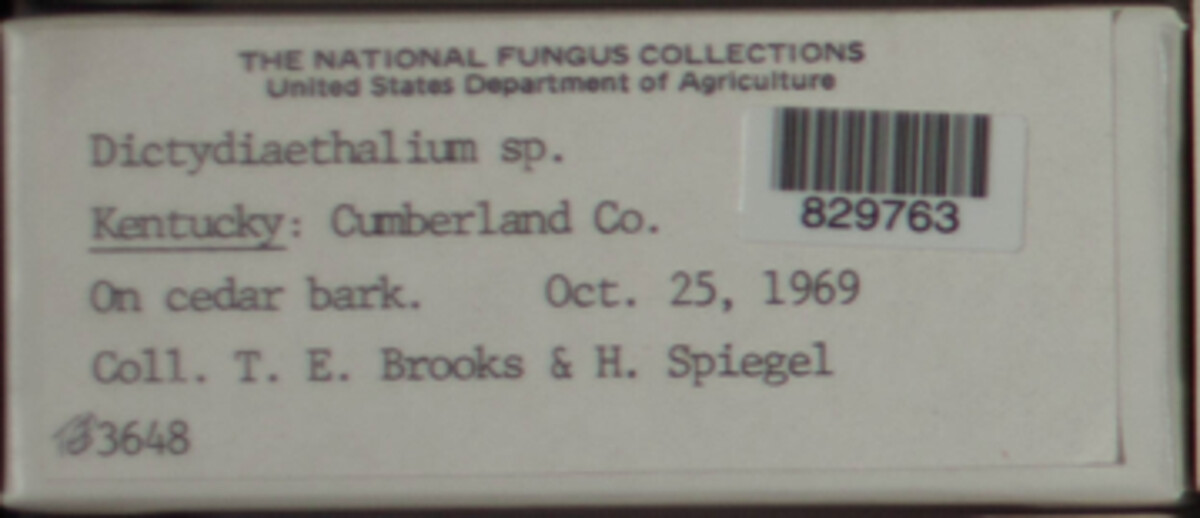 THE NATIONAL FUNGUS COLLECTIONS
United States Department of Agriculture
Dictydiaethalium sp.
829763
Kentucky: Cumberland Co.
On cedar bark. Oct. 25, 1969
Coll. T. E. Brooks & H. Spiegel
3648